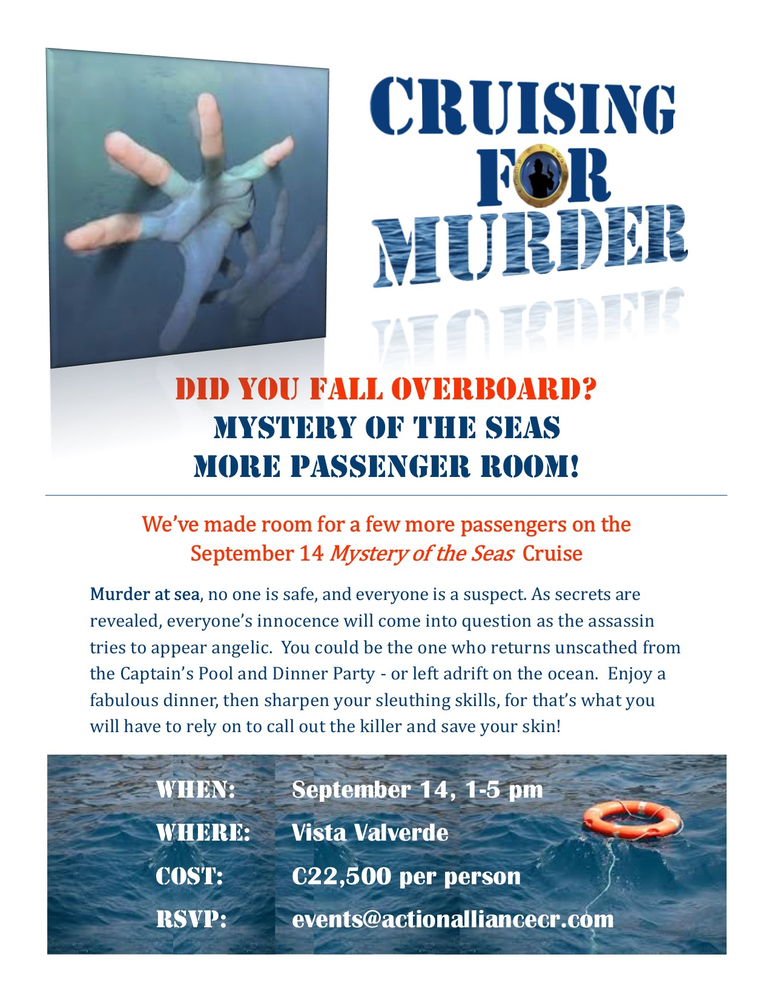 CRUISING
FOR
MURDER
DID YOU FALL OVERBOARD?
MYSTERY OF THE SEAS
MORE PASSENGER ROOM!
We've made room for a few more passengers on the
September 14 Mystery of the Seas Cruise
Murder at sea, no one is safe, and everyone is a suspect. As secrets are
revealed, everyone's innocence will come into question as the assassin
tries to appear angelic. You could be the one who returns unscathed from
the Captain's Pool and Dinner Party - or left adrift on the ocean. Enjoy a
fabulous dinner, then sharpen your sleuthing skills, for that's what you
will have to rely on to call out the killer and save your skin!
WHEN: September 14, 1-5 pm
WHERE: Vista Valverde
COST: C22,500 per person
RSVP: events@actionalliancecr.com